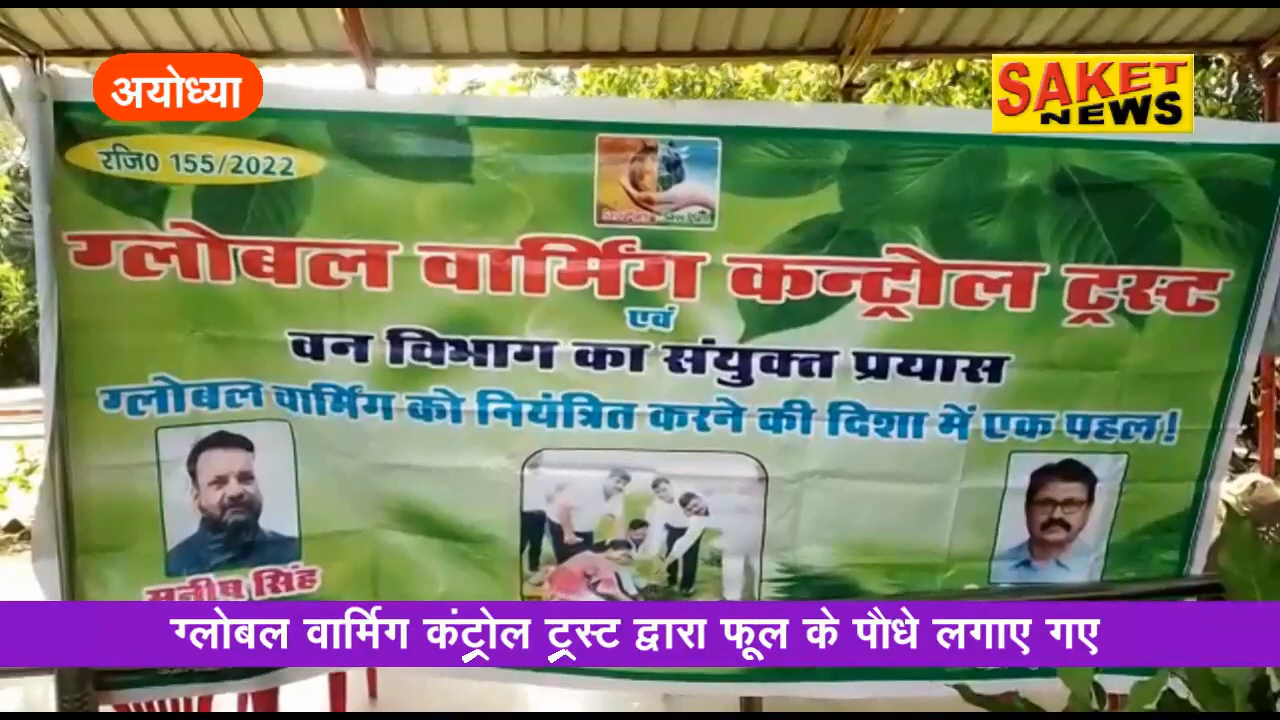 अयोध्या
SAKET
NEWS
रजि0 155/2022
ग्लोबल वार्मिंग कन्ट्रोल ट्रस्ट
एवं
वन विभाग का संयुक्त प्रयास
ग्लोबल वार्मिंग को नियंत्रित करने की दिशा में एक पहल!
मनीष सिंह
ग्लोबल वार्मिग कंट्रोल ट्रस्ट द्वारा फूल के पौधे लगाए गए